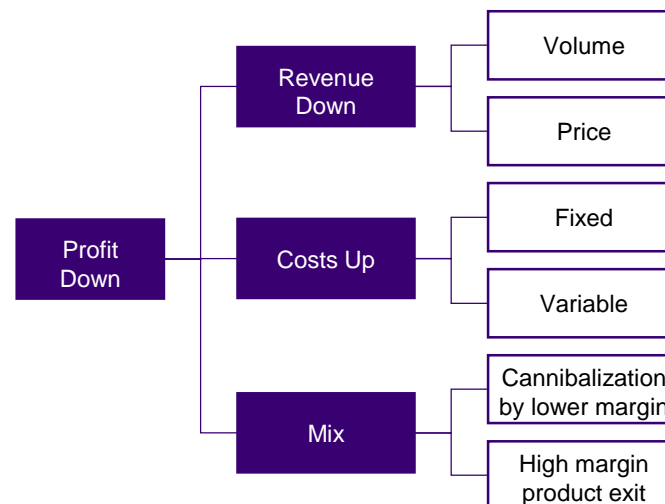 Profit
Down
Revenue
Down
Volume
Price
Costs Up
Fixed
Variable
Mix
Cannibalization
by lower margin
High margin
product exit